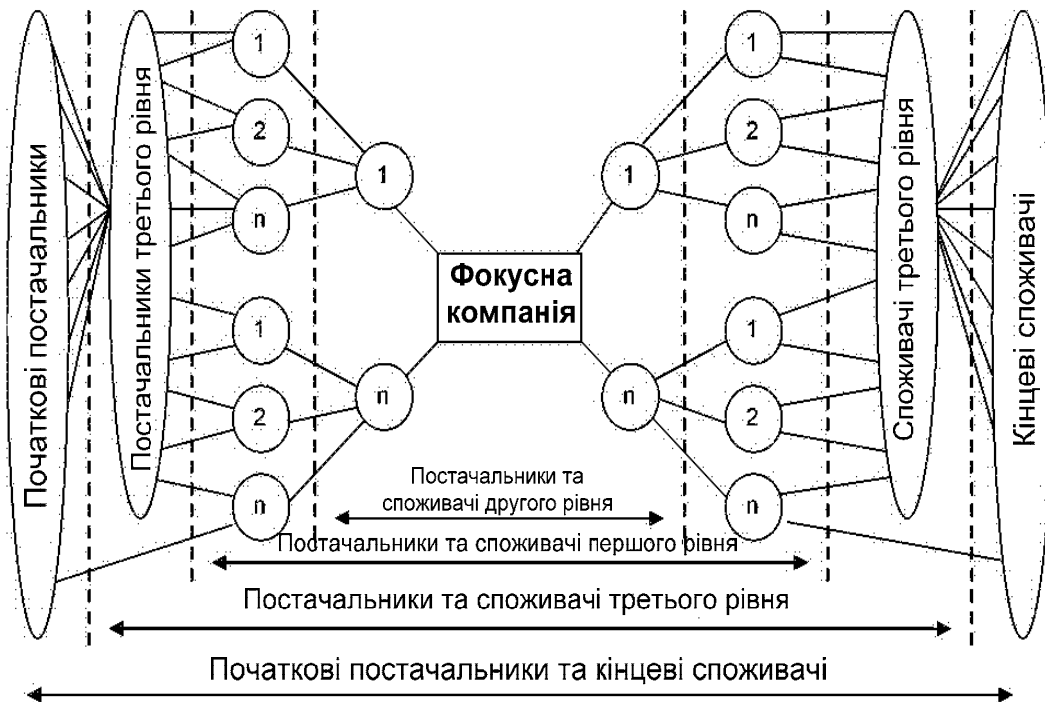 Початкові постачальники
Постачальники третього рівня
1
2
n
1
2
n
1
n
Фокусна
компанія
1
n
1
2
n
1
2
n
Споживачі третього рівня
Кінцеві споживачі
Постачальники та
споживачі другого рівня
Постачальники та споживачі першого рівня
Постачальники та споживачі третього рівня
Початкові постачальники та кінцеві споживачі